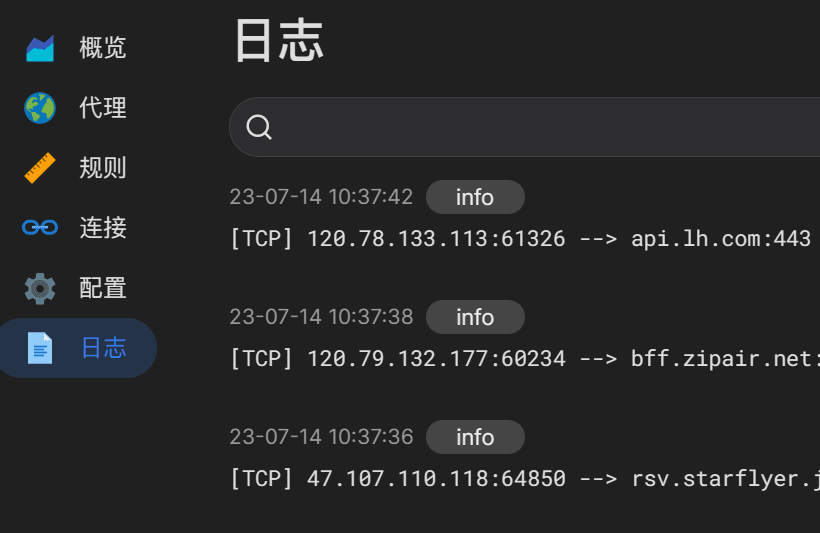 概览
代理
规则
连接
配置
日志
日志
23-07-14 10:37:42 info
[TCP] 120.78.133.113:61326 --> api.lh.com:443
23-07-14 10:37:38 info
[TCP] 120.79.132.177:60234 --> bff.zipair.net:
23-07-14 10:37:36 info
[TCP] 47.107.110.118:64850 --> rsv.starflyer.j